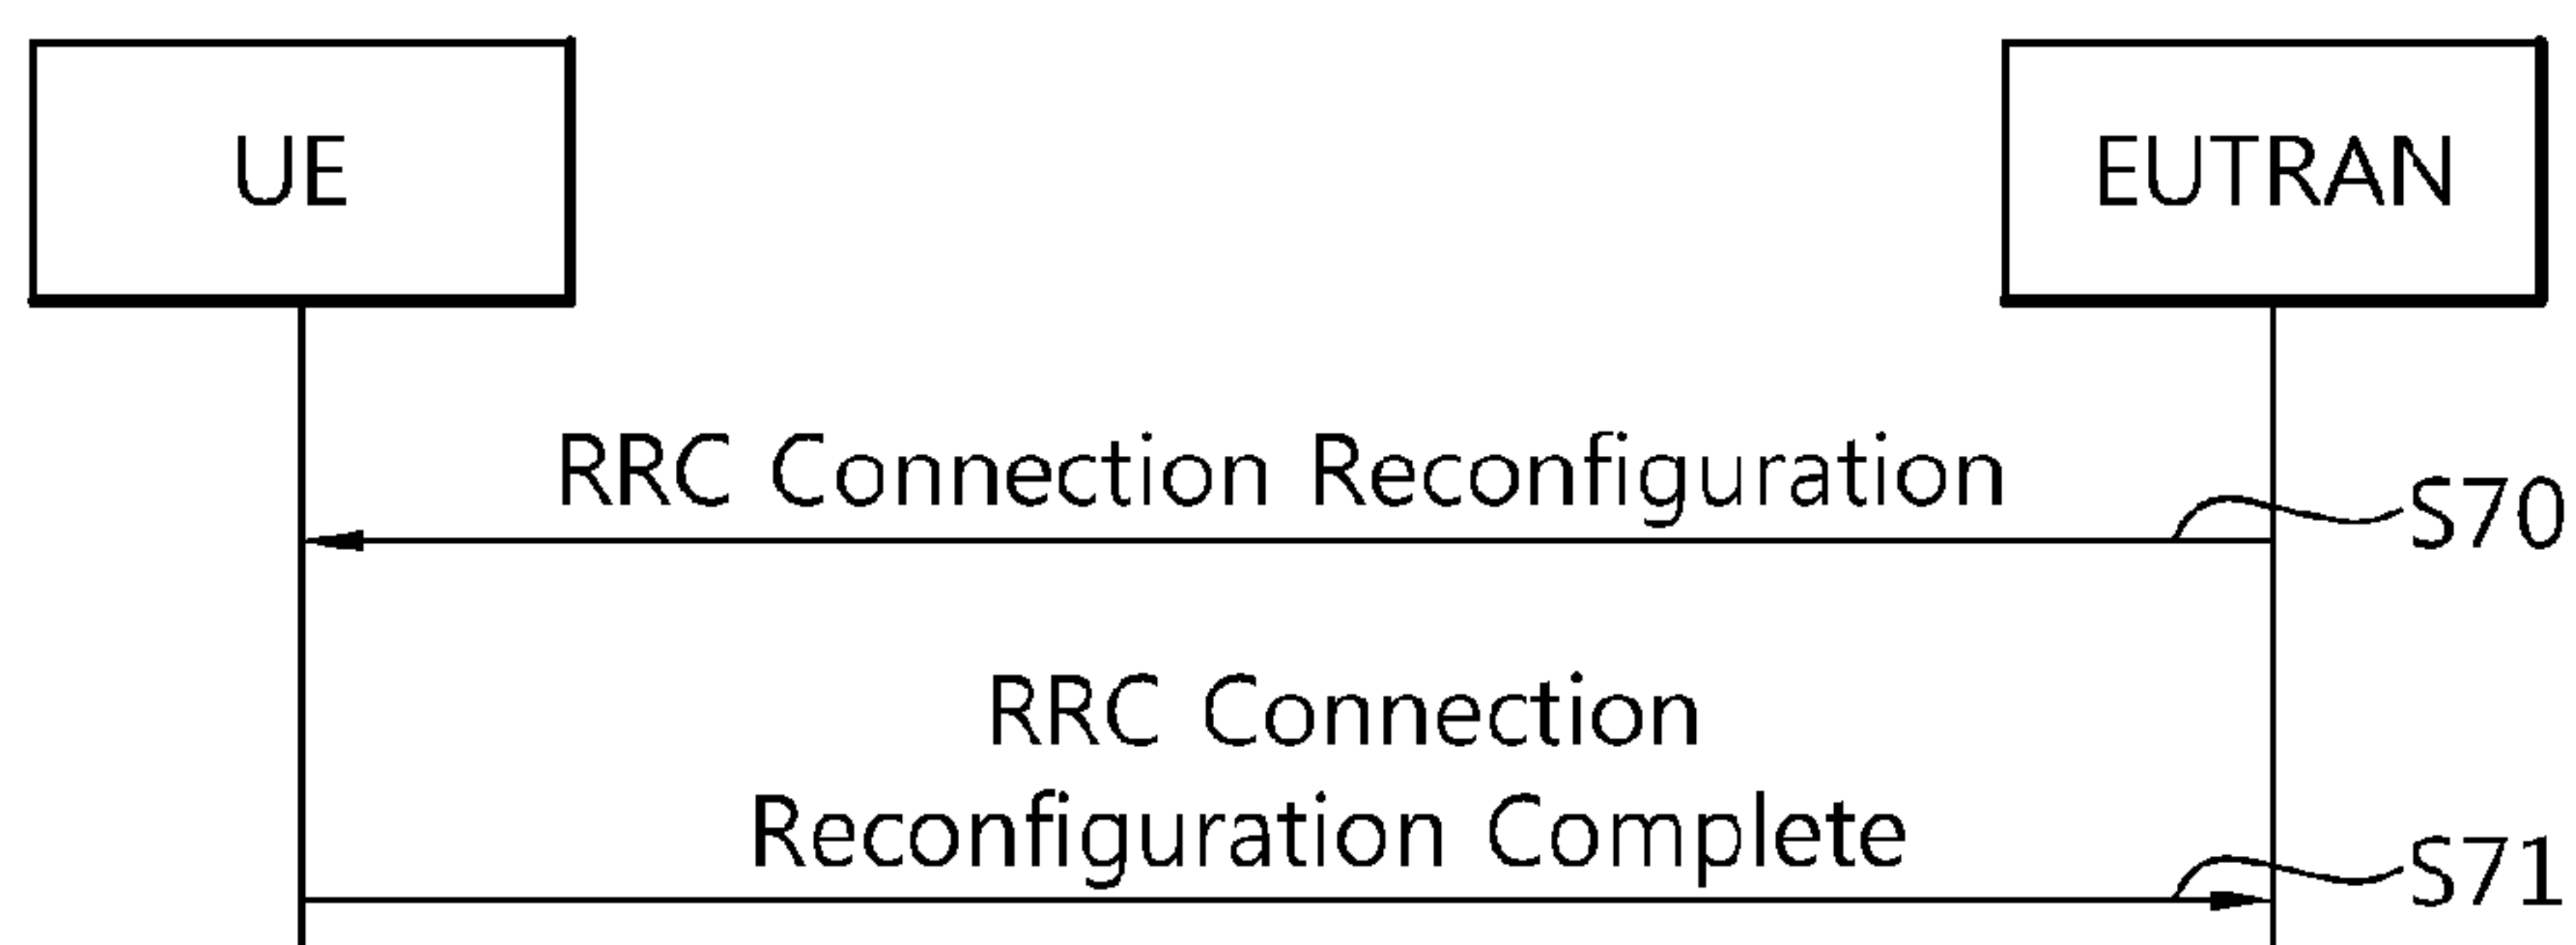 UE
EUTRAN
RRC Connection Reconfiguration
S70
RRC Connection
Reconfiguration Complete
S71